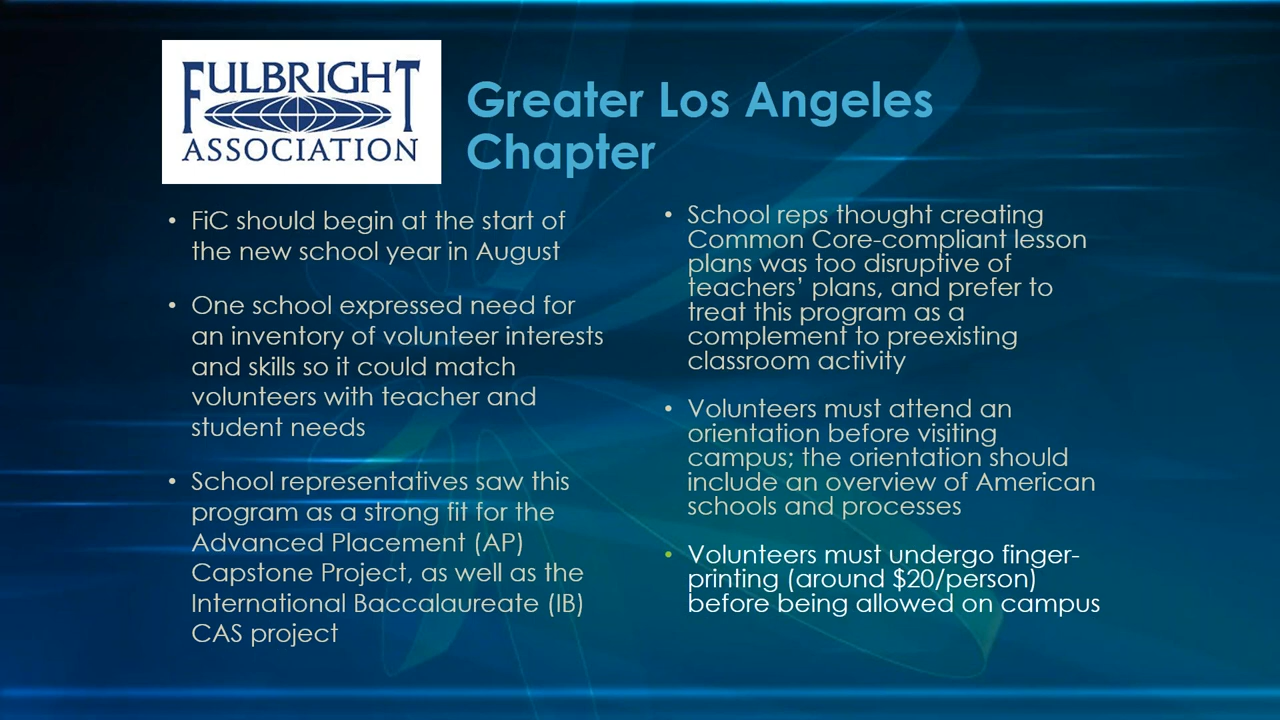 FULBRIGHT
ASSOCIATION
Greater Los Angeles
Chapter
• FiC should begin at the start of
the new school year in August
• One school expressed need for
an inventory of volunteer interests
and skills so it could match
volunteers with teacher and
student needs
• School representatives saw this
program as a strong fit for the
Advanced Placement (AP)
Capstone Project, as well as the
International Baccalaureate (IB)
CAS project
• School reps thought creating
Common Core-compliant lesson
plans was too disruptive of
teachers’ plans, and prefer to
treat this program as a
complement to preexisting
classroom activity
• Volunteers must attend an
orientation before visiting
campus; the orientation should
include an overview of American
schools and processes
• Volunteers must undergo finger-
printing (around $20/person)
before being allowed on campus